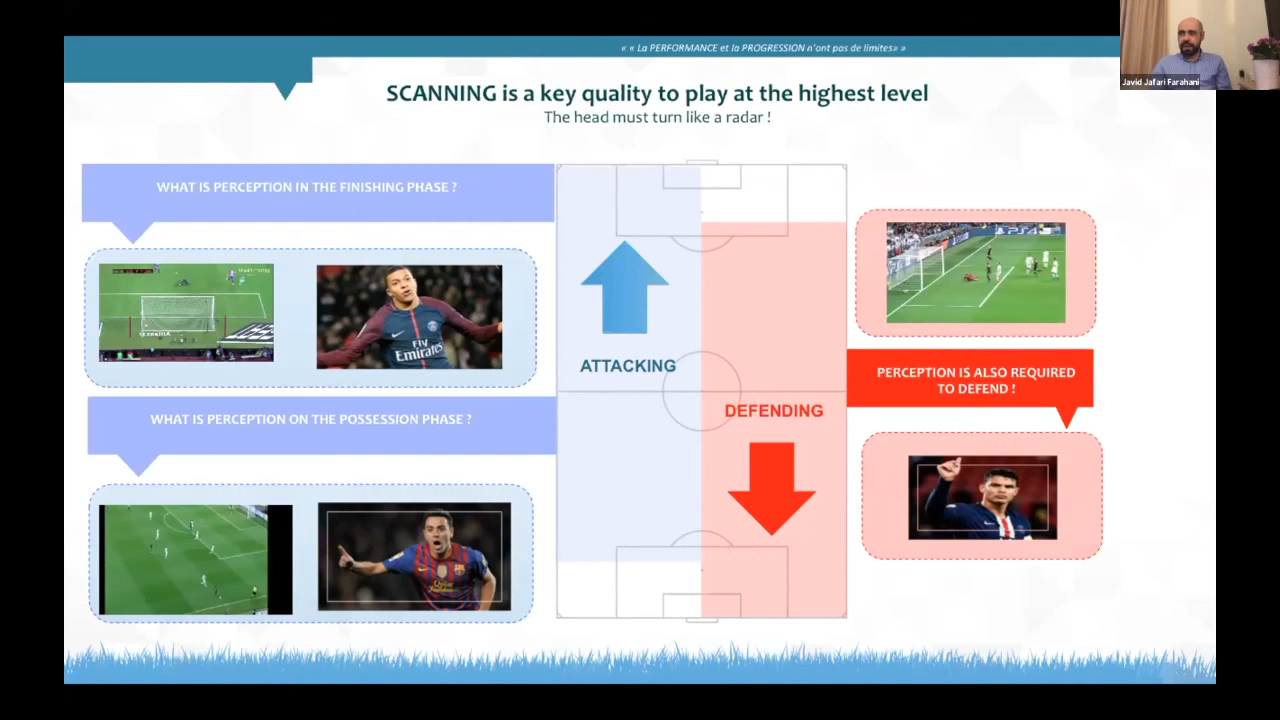 « « La PERFORMANCE et la PROGRESSION n'ont pas de limites» »
Javid Jafari Farahani
SCANNING is a key quality to play at the highest level
The head must turn like a radar !
WHAT IS PERCEPTION IN THE FINISHING PHASE ?
Fly
Emirates
ATTACKING
WHAT IS PERCEPTION ON THE POSSESSION PHASE ?
DEFENDING
PS4
PERCEPTION IS ALSO REQUIRED
TO DEFEND !